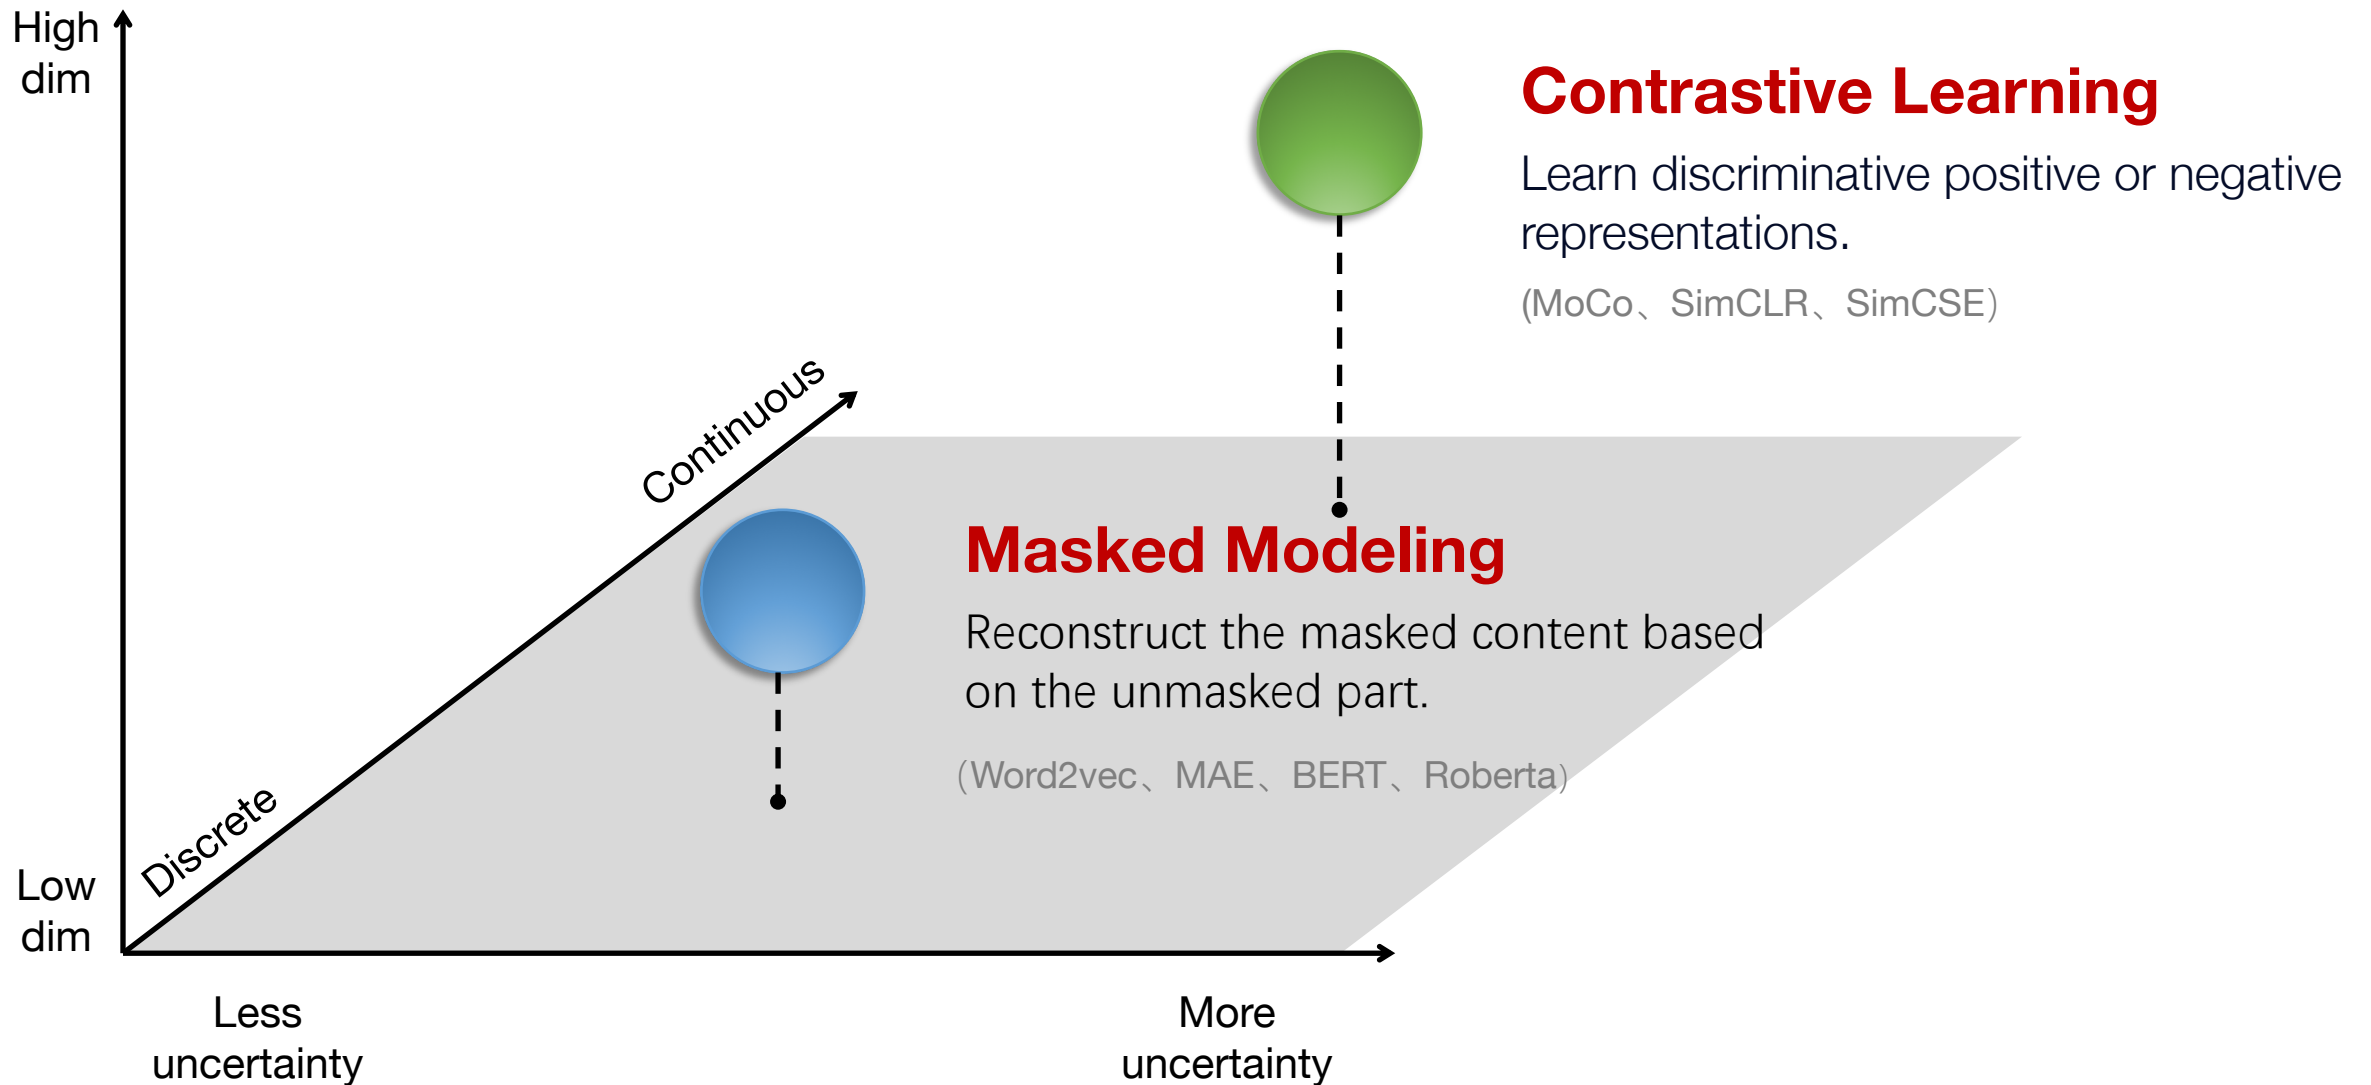 High
dim
Contrastive Learning
Learn discriminative positive or negative
representations.
(MoCo、SimCLR、SimCSE)
Continuous
Masked Modeling
Reconstruct the masked content based
on the unmasked part.
(Word2vec、MAE、BERT、Roberta)
Discrete
Low
dim
Less
uncertainty
More
uncertainty